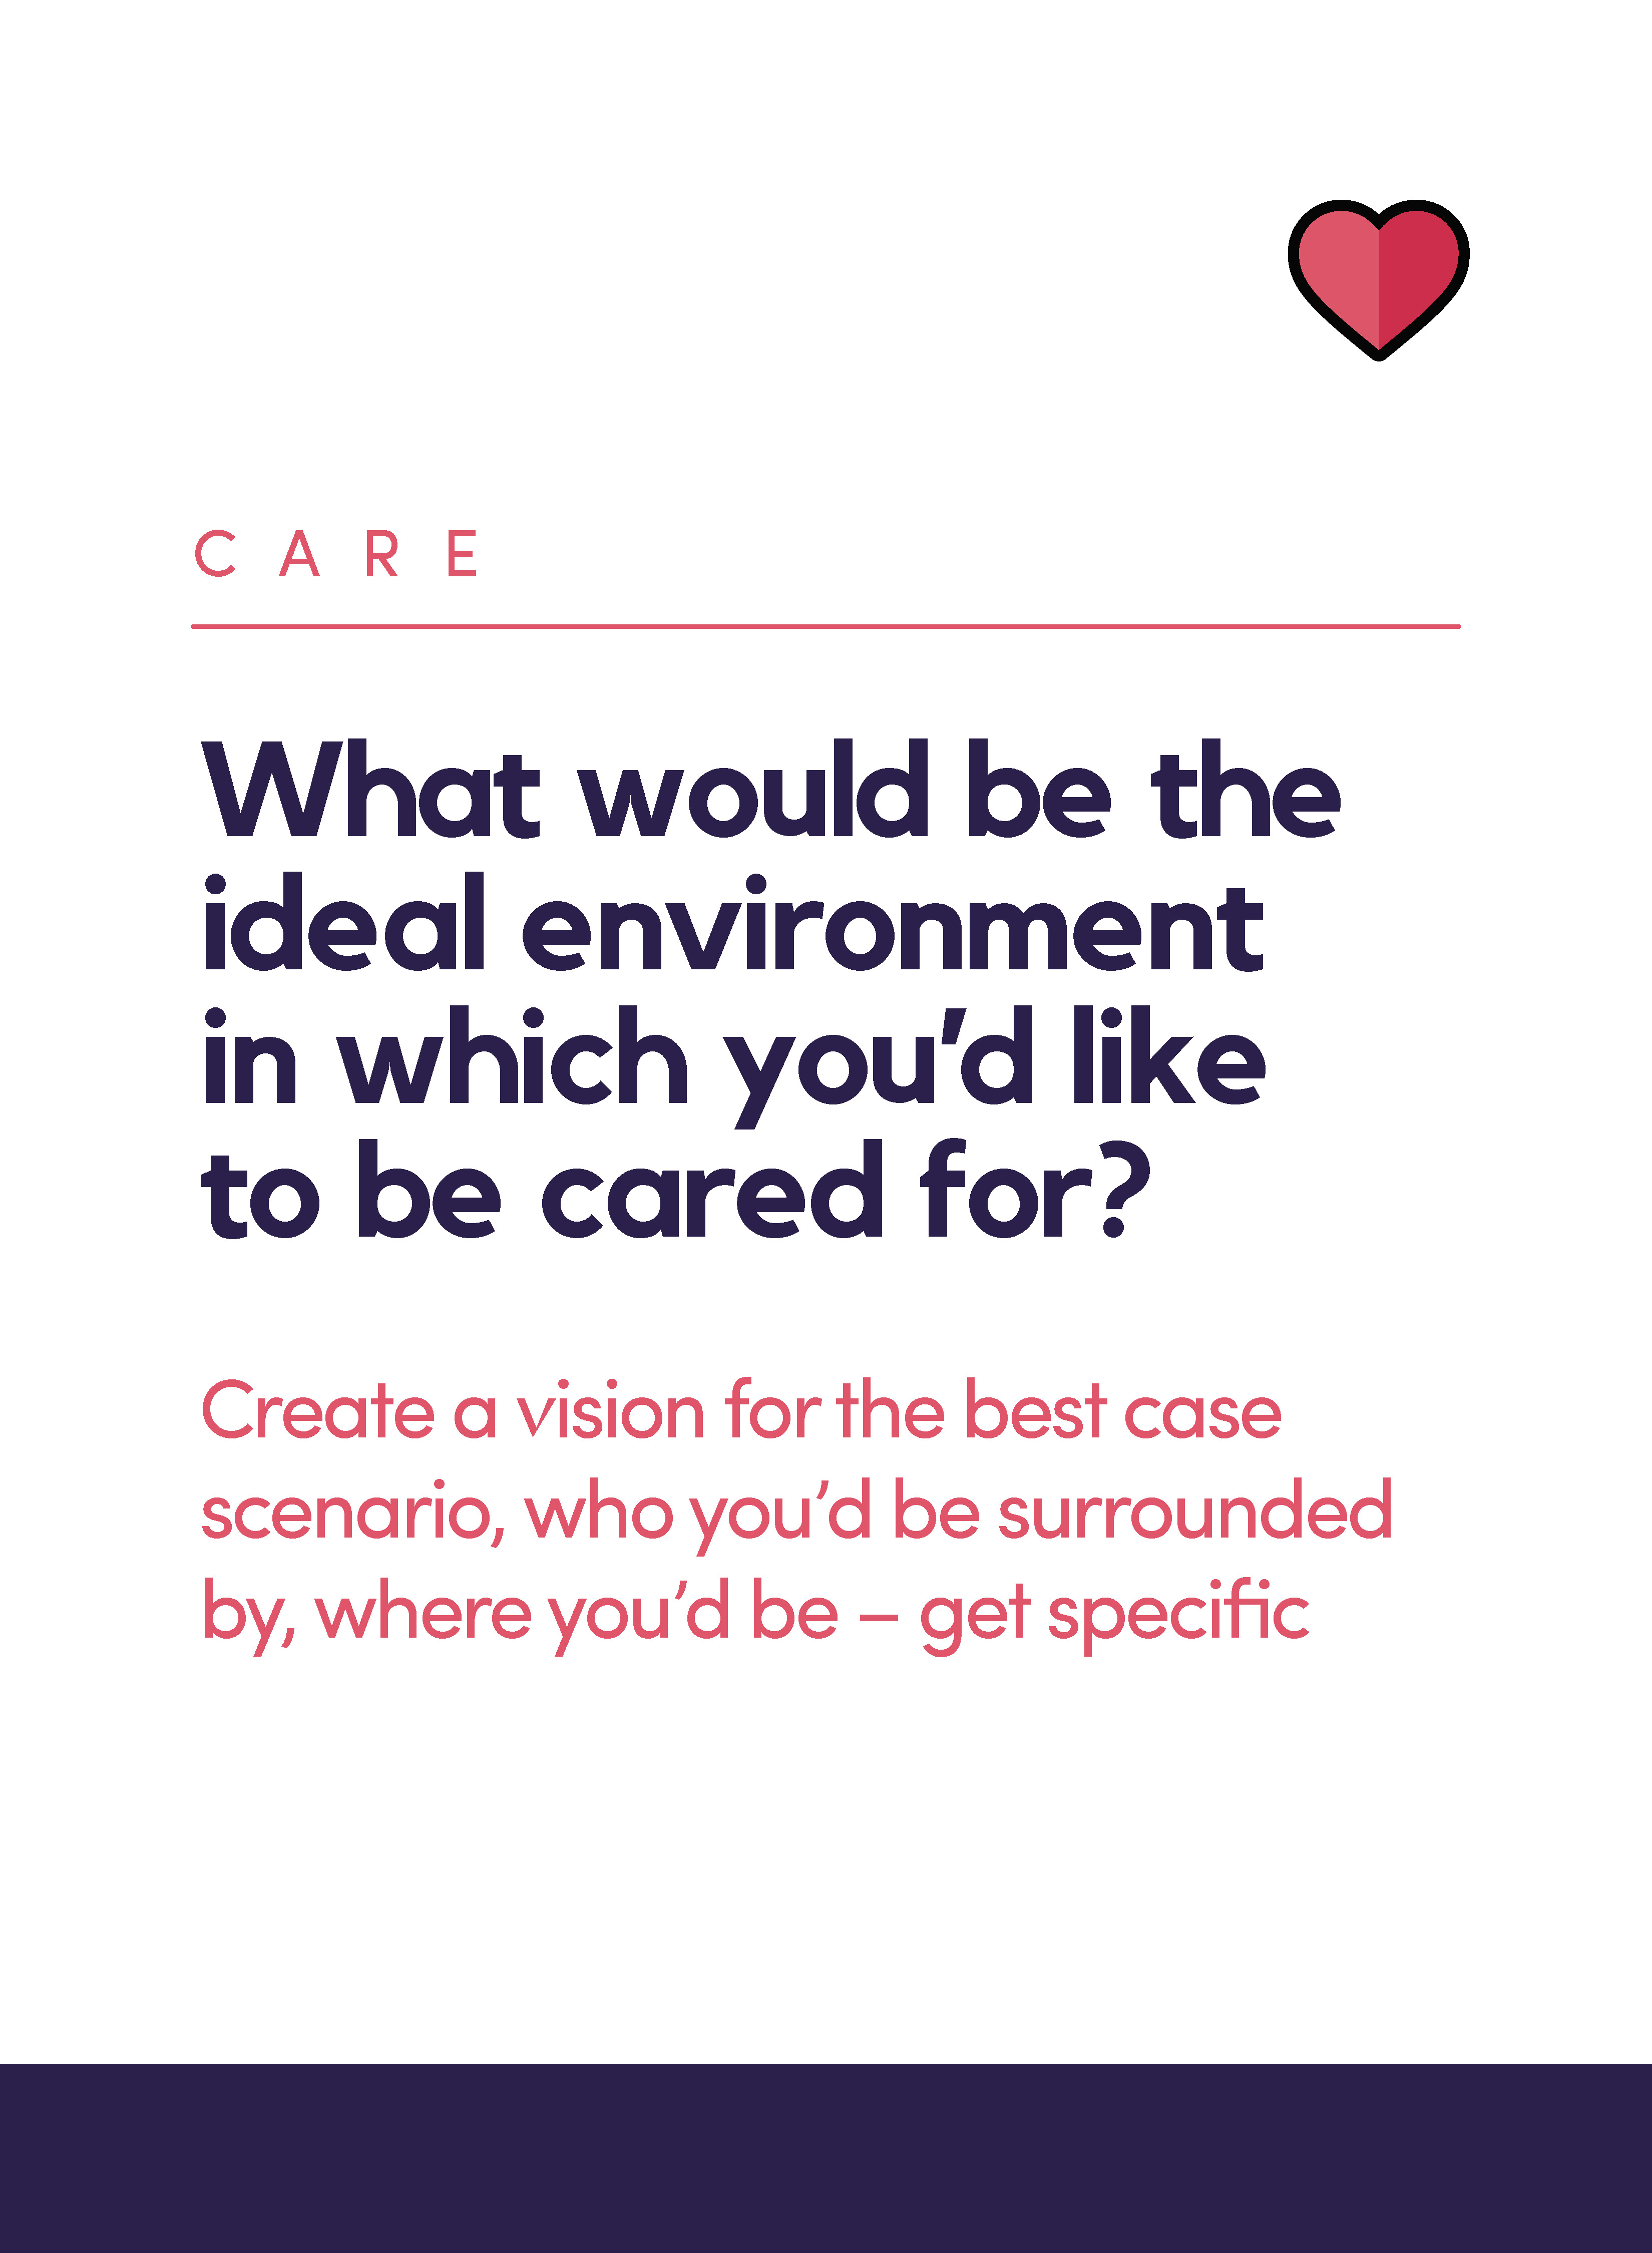 CARE
What would be the
ideal environment
in which you'd like
to be cared for?
Create a vision for the best case
scenario, who you’d be surrounded
by, where you’d be – get specific